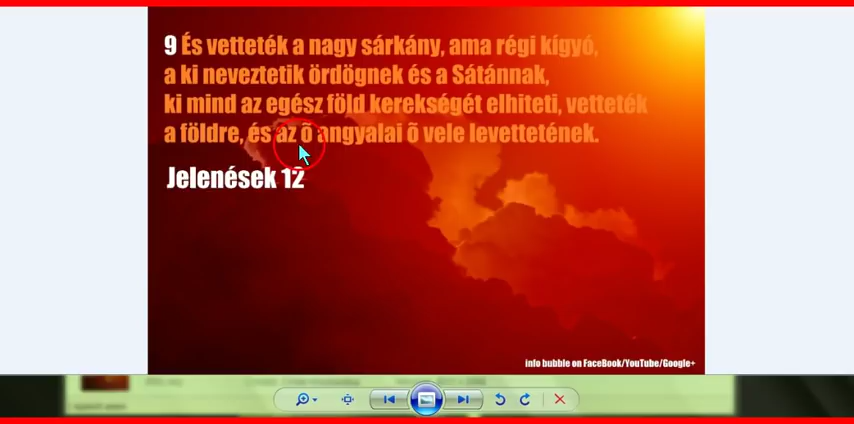 9 És vetteték a nagy sárkány, ama régi kígyó,
a ki neveztetik ördögnek és a Sátánnak,
ki mind az egész föld kerekségét elhiteti, vetteték
a földre, és az õ angyalai õ vele levettetének.
Jelenések 12
info bubble on FaceBook/YouTube/Google+